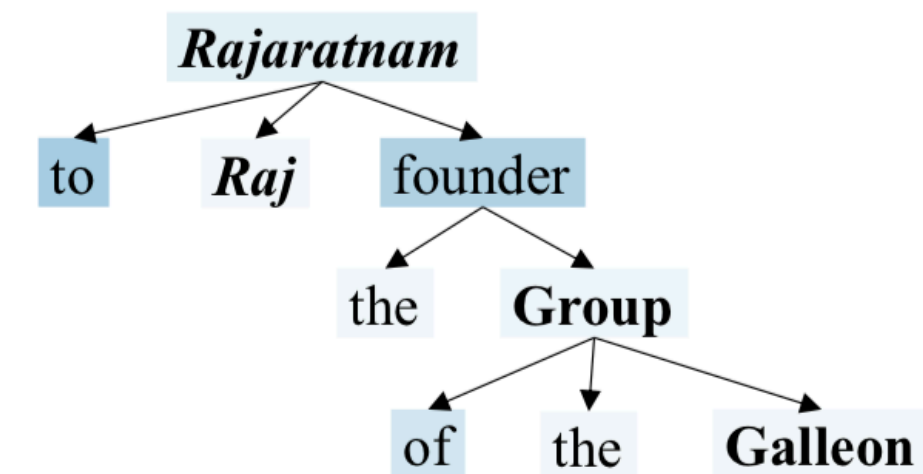 Rajaratnam
to Raj founder
the Group
of the Galleon